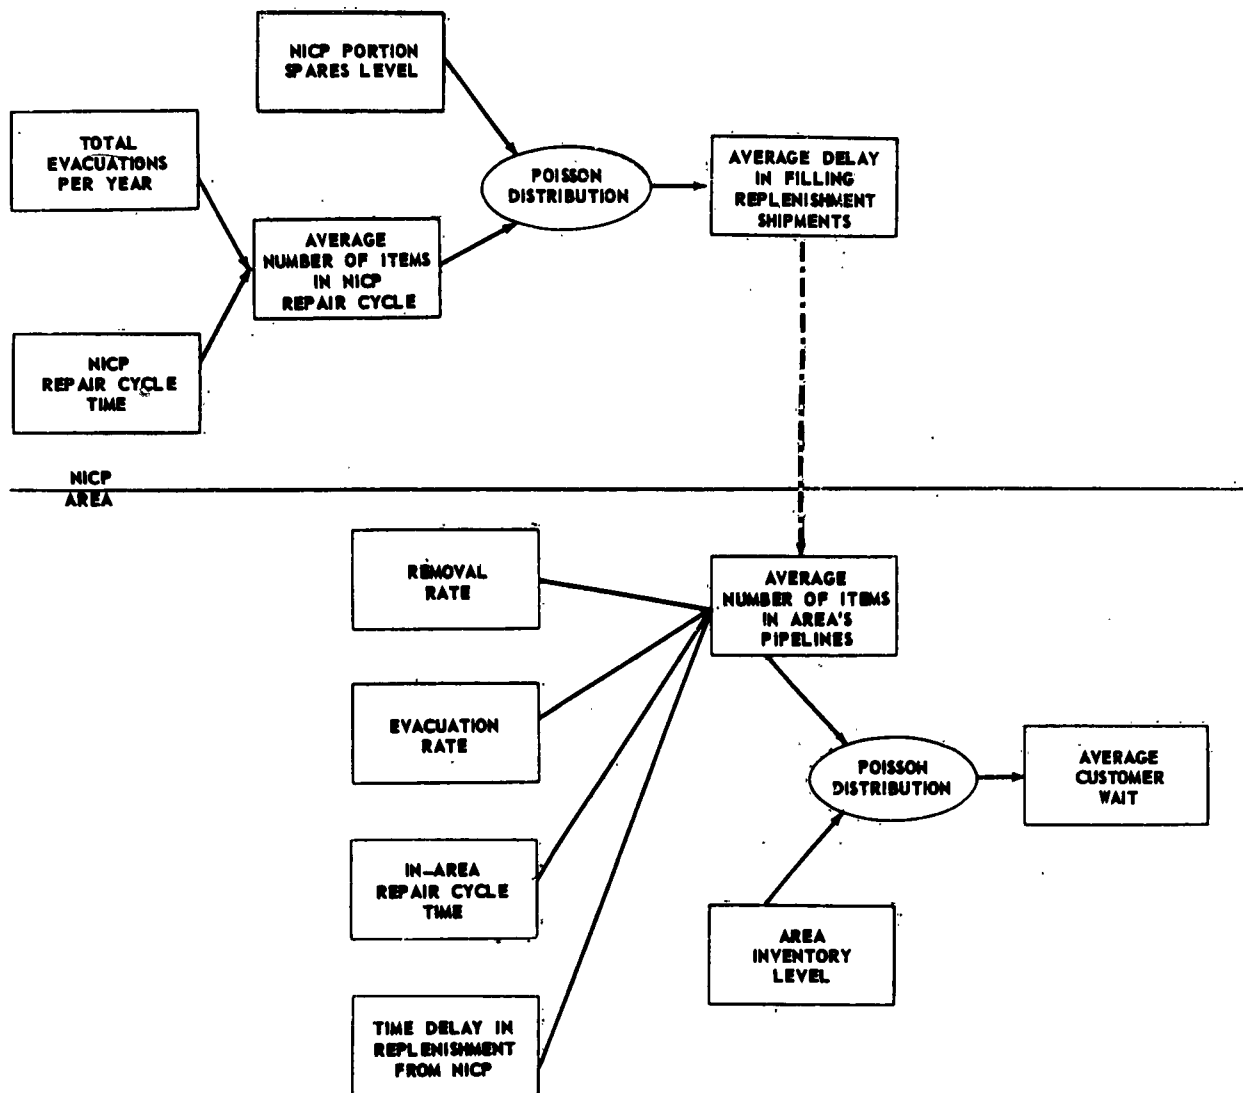 NICP PORTION
SPARES LEVEL
TOTAL
EVACUATIONS
PER YEAR
POISSON
DISTRIBUTION
AVERAGE DELAY
IN FILLING
REPLENISHMENT
SHIPMENTS
AVERAGE
NUMBER OF ITEMS
IN NICP
REPAIR CYCLE
NICP
REPAIR CYCLE
TIME
NICP
AREA
REMOVAL
RATE
AVERAGE
NUMBER OF ITEMS
IN AREA'S
PIPELINES
EVACUATION
RATE
POISSON
DISTRIBUTION
AVERAGE
CUSTOMER
WAIT
IN-AREA
REPAIR CYCLE
TIME
AREA
INVENTORY
LEVEL
TIME DELAY IN
REPLENISHMENT
FROM NICP